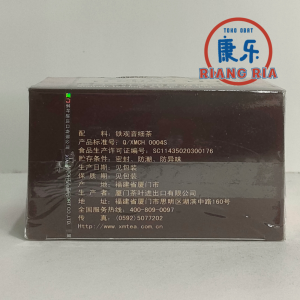 TOKO OBAT
康乐
RIANG RIA
配 料：铁观音细茶
产品标准号：Q/XMCH 0004S
食品生产许可证编号：SC11435020300176
贮存条件：密封、防潮、防异味
生产日期：见包装
保 质 期：见包装
产 地：福建省厦门市
生 产 商：厦门茶叶进出口有限公司
地 址：福建省厦门市思明区湖滨中路160号
全国服务热线：400-809-0097
传 真：(0592)5077202
http://www.xmtea.com.cn